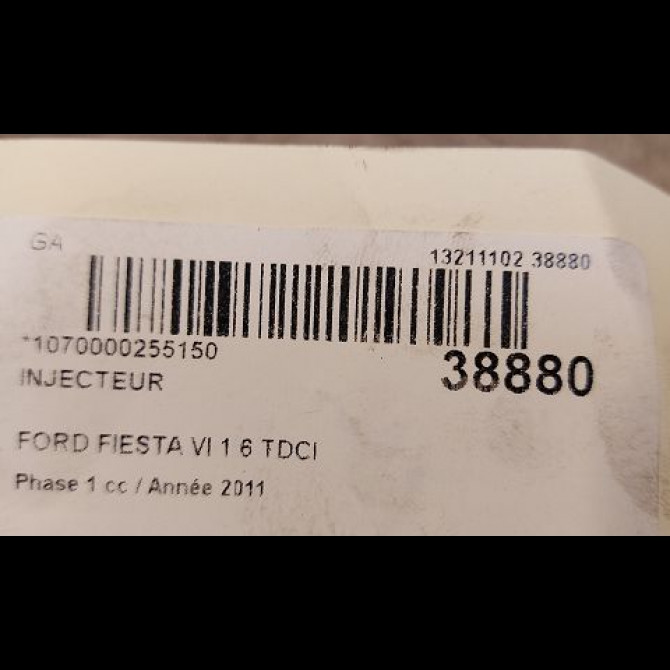 GA
13211102 38880
*1070000255150
38880
INJECTEUR
FORD FIESTA VI 1 6 TDCI
Phase 1 cc / Année 2011